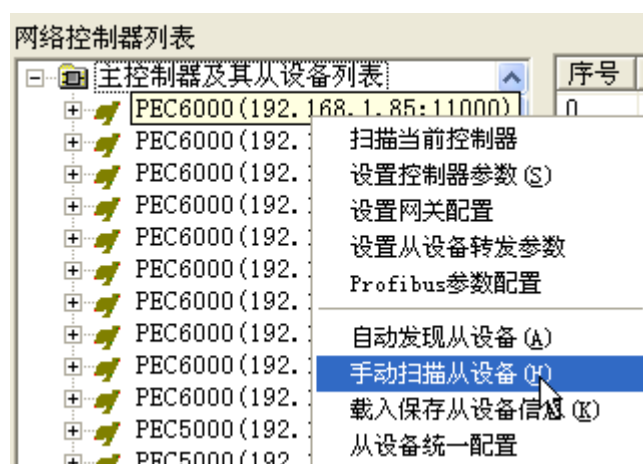 网络控制器列表
主控制器及其从设备列表
序号
PEC6000(192.168.1.85:11000)
0
PEC6000(192.
扫描当前控制器
PEC6000(192.
设置控制器参数(S)
PEC6000(192.
设置网关配置
PEC6000(192.
设置从设备转发参数
PEC6000(192.
Profibus参数配置
PEC6000(192.
PEC6000(192.
自动发现从设备(A)
PEC6000(192.
手动扫描从设备(H)
PEC6000(192.
载入保存从设备信息(K)
PEC5000(192.
从设备统一配置
PEC5000(192.